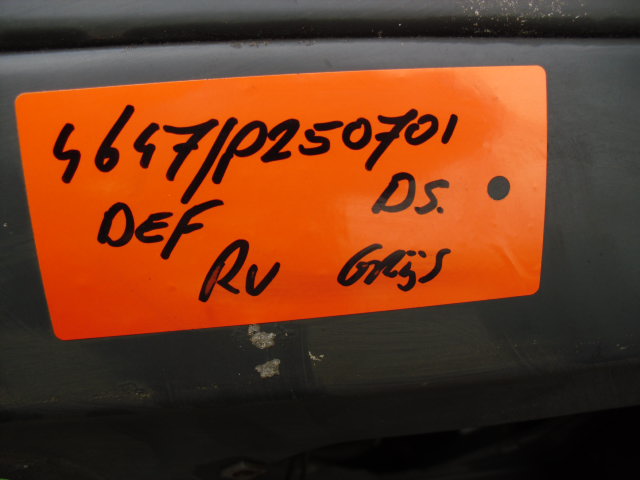 4647/P250701
DEF DS.
RV GRijS